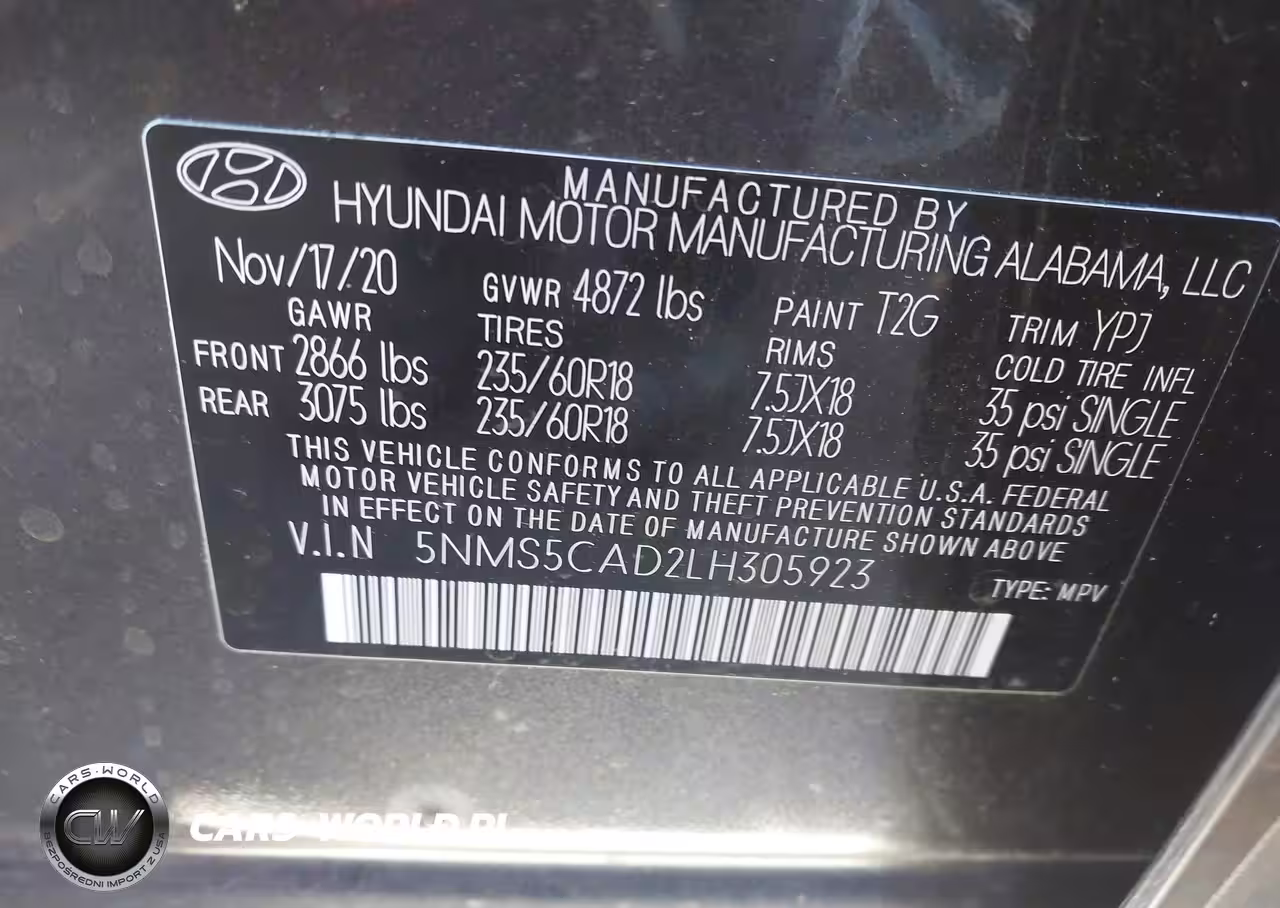 MANUFACTURED BY
HYUNDAI MOTOR MANUFACTURING ALABAMA, LLC
Nov/17/20 GVWR 4872 lbs PAINT T2G TRIM YPJ
GAWR TIRES RIMS COLD TIRE INFL
FRONT 2866 lbs 235/60R18 7.5JX18 35 psi SINGLE
REAR 3075 lbs 235/60R18 7.5JX18 35 psi SINGLE
THIS VEHICLE CONFORMS TO ALL APPLICABLE U.S.A. FEDERAL
MOTOR VEHICLE SAFETY AND THEFT PREVENTION STANDARDS
IN EFFECT ON THE DATE OF MANUFACTURE SHOWN ABOVE
V.I.N 5NMS5CAD2LH305923
TYPE: MPV
CARS-WORLD
CW
BEZPOŚREDNI IMPORT Z USA
CARS-WORLD.PL